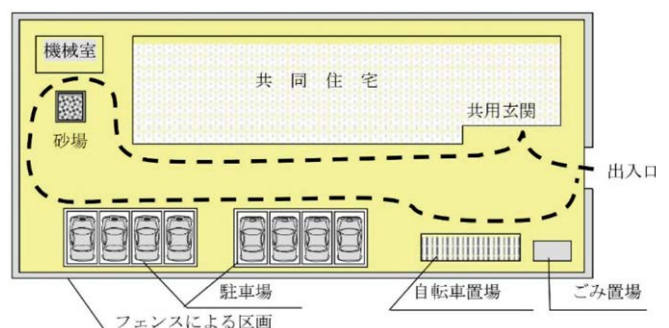 機械室
共同住宅
共用玄関
砂場
出入口
駐車場
自転車置場
ごみ置場
フェンスによる区画